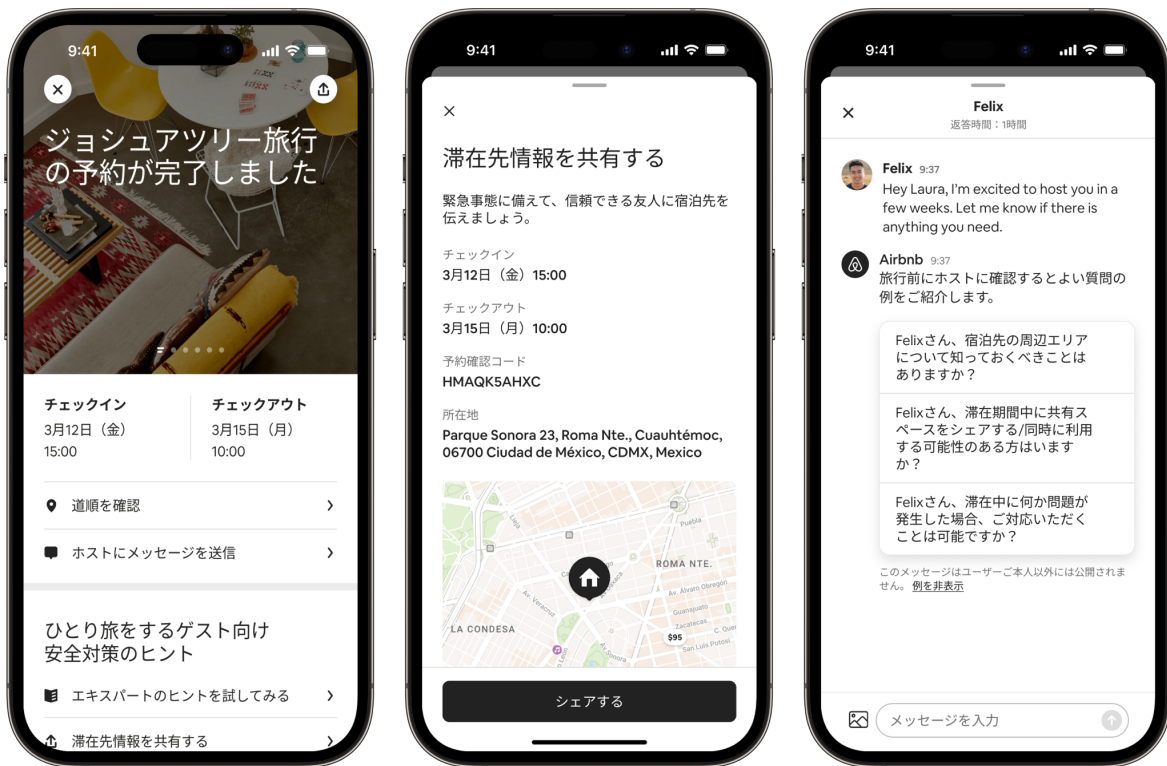 9:41
ジョシュアツリー旅行
の予約が完了しました
チェックイン
3月12日（金）
15:00
チェックアウト
3月15日（月）
10:00
道順を確認
ホストにメッセージを送信
ひとり旅をするゲスト向け
安全対策のヒント
エキスパートのヒントを試してみる
滞在先情報を共有する
9:41
滞在先情報を共有する
緊急事態に備えて、信頼できる友人に宿泊先を
伝えましょう。
チェックイン
3月12日（金）15:00
チェックアウト
3月15日（月）10:00
予約確認コード
HMAQK5AHXC
所在地
Parque Sonora 23, Roma Nte., Cuauhtémoc,
06700 Ciudad de México, CDMX, Mexico
Puebla
ROMA NTE.
Av. Álvaro Obregón
Av. Veracruz
Guanajuato
Zacatecas
LA CONDESA
$95
San Luis Potosí
Av. Sonora
シェアする
9:41
Felix
返答時間：1時間
Felix 9:37
Hey Laura, I'm excited to host you in a
few weeks. Let me know if there is
anything you need.
Airbnb 9:37
旅行前にホストに確認するとよい質問の
例をご紹介します。
Felixさん、宿泊先の周辺エリア
について知っておくべきことは
ありますか？
Felixさん、滞在期間中に共有ス
ペースをシェアする/同時に利用
する可能性のある方はいます
か？
Felixさん、滞在中に何か問題が
発生した場合、ご対応いただく
ことは可能ですか？
このメッセージはユーザーご本人以外には公開されま
せん。 例を非表示
メッセージを入力